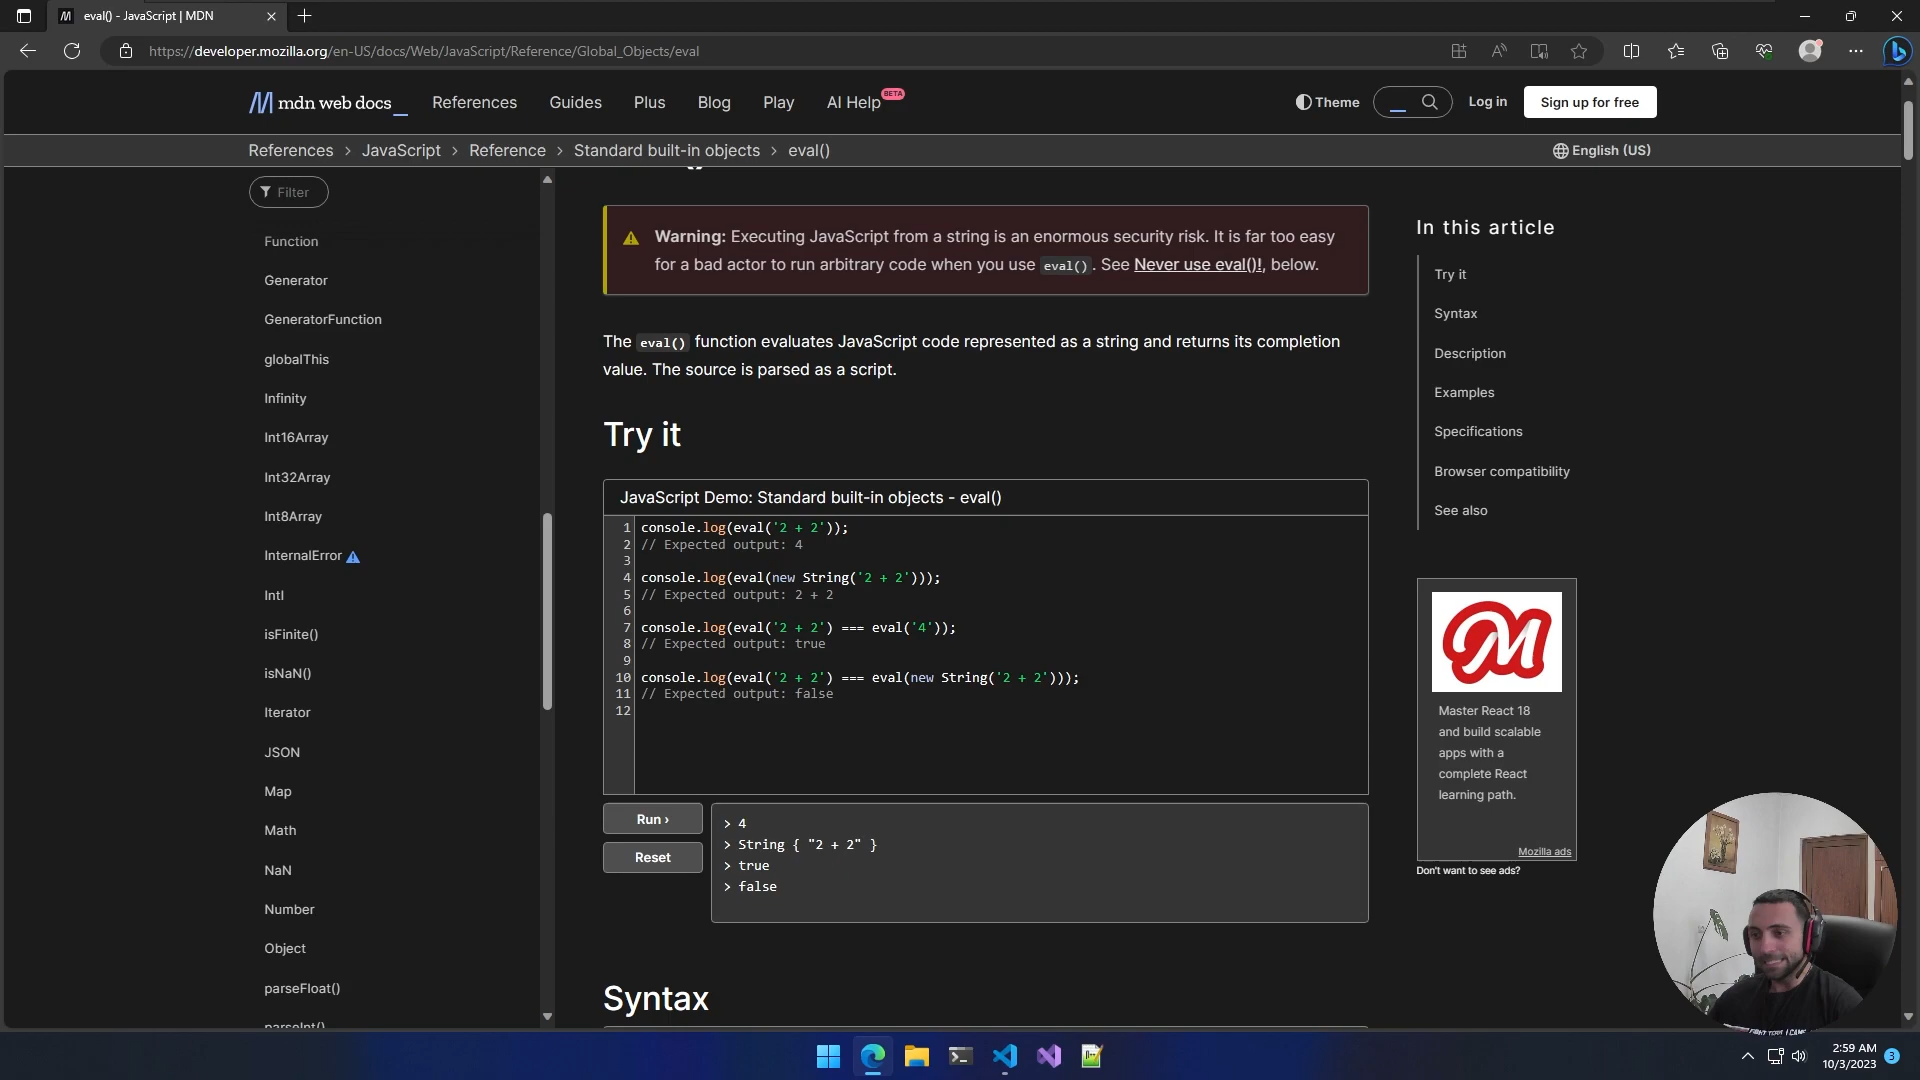 eval() - JavaScript | MDN
https://developer.mozilla.org/en-US/docs/Web/JavaScript/Reference/Global_Objects/eval
mdn web docs_
References Guides Plus Blog Play AI Help BETA
Theme
Log in
Sign up for free
References > JavaScript > Reference > Standard built-in objects > eval()
English (US)
Filter
Function
Generator
GeneratorFunction
globalThis
Infinity
Int16Array
Int32Array
Int8Array
InternalError
Intl
isFinite()
isNaN()
Iterator
JSON
Map
Math
NaN
Number
Object
parseFloat()
parseInt()
Warning: Executing JavaScript from a string is an enormous security risk. It is far too easy
for a bad actor to run arbitrary code when you use eval(). See Never use eval()!, below.
The eval() function evaluates JavaScript code represented as a string and returns its completion
value. The source is parsed as a script.
Try it
JavaScript Demo: Standard built-in objects - eval()
1 console.log(eval('2 + 2'));
2 // Expected output: 4
3
4 console.log(eval(new String('2 + 2')));
5 // Expected output: 2 + 2
6
7 console.log(eval('2 + 2') === eval('4'));
8 // Expected output: true
9
10 console.log(eval('2 + 2') === eval(new String('2 + 2')));
11 // Expected output: false
12
Run ›
Reset
> 4
> String { "2 + 2" }
> true
> false
Syntax
In this article
Try it
Syntax
Description
Examples
Specifications
Browser compatibility
See also
M
Master React 18
and build scalable
apps with a
complete React
learning path.
Mozilla ads
Don't want to see ads?
2:59 AM
10/3/2023
3